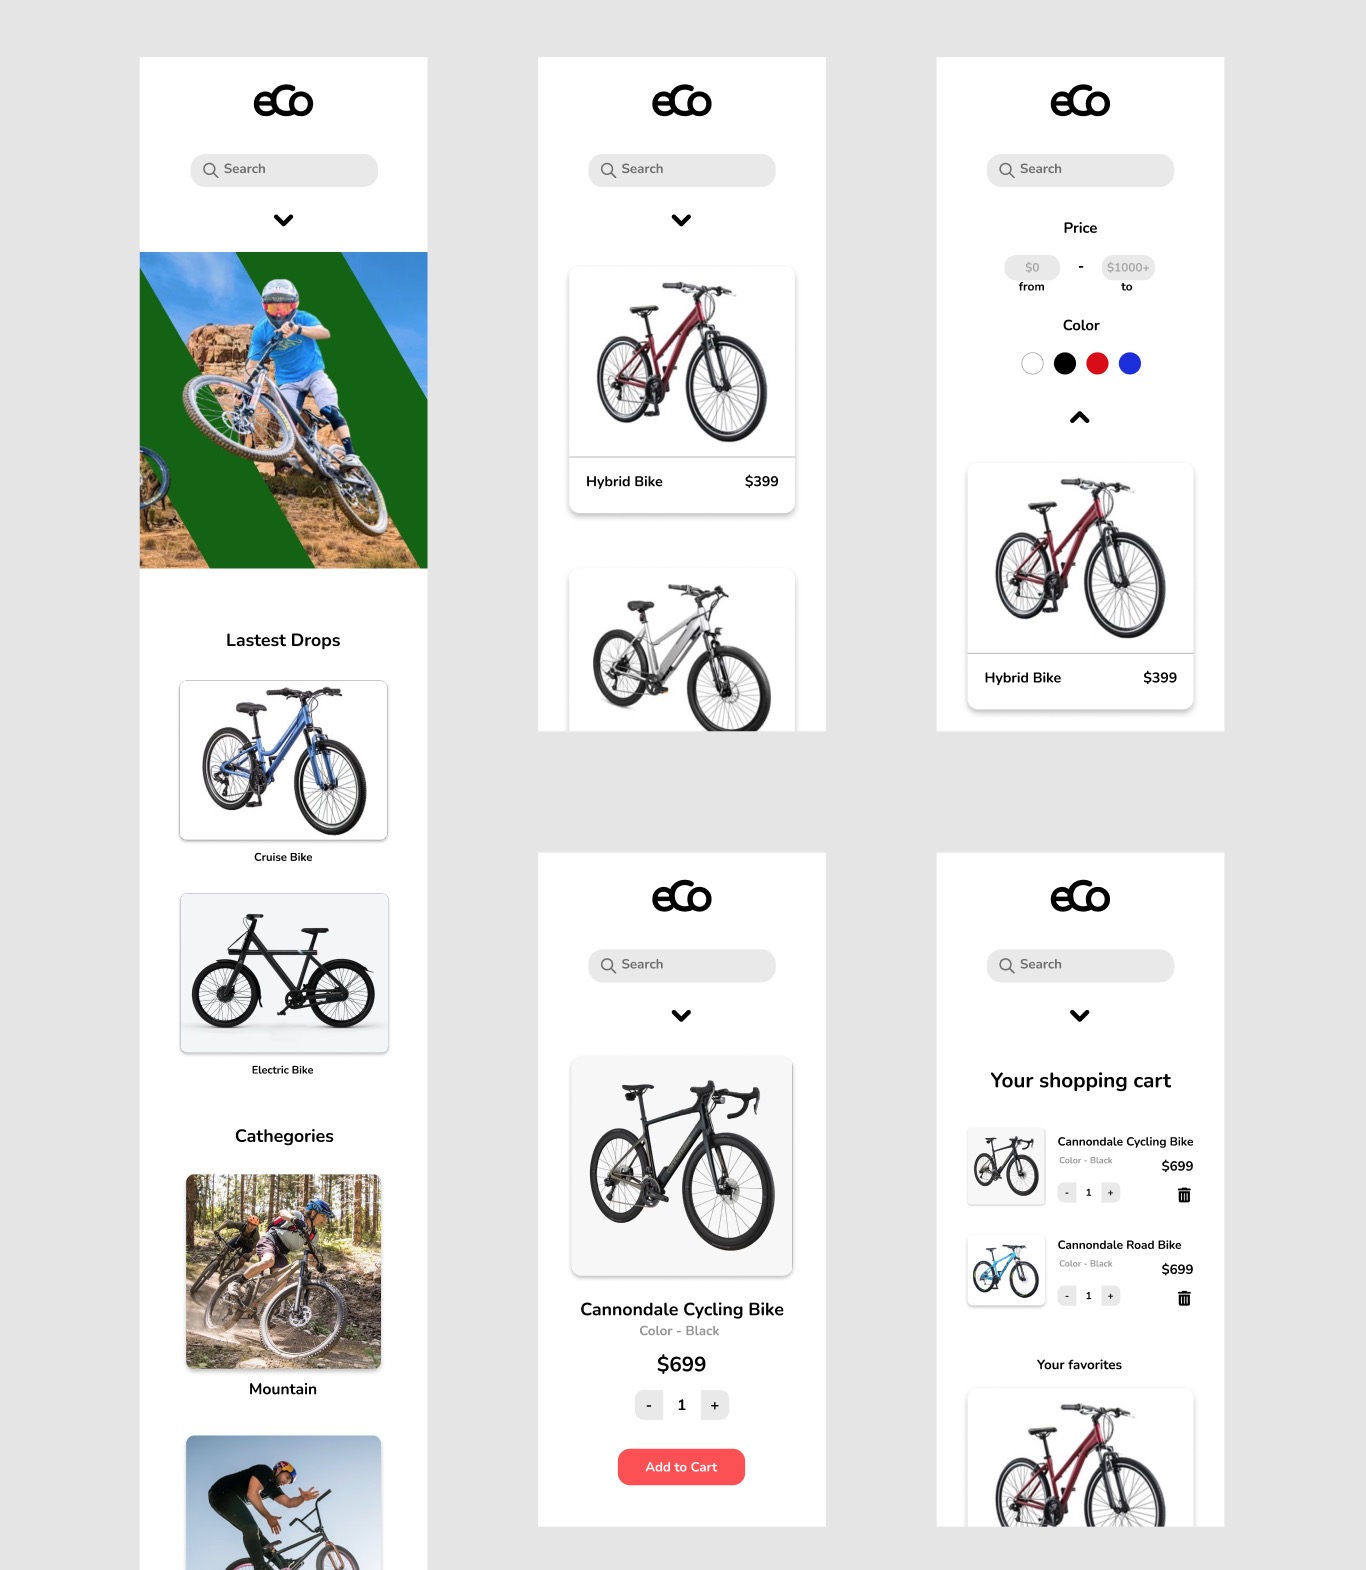 eCo
Search
Lastest Drops
Cruise Bike
Electric Bike
Cathegories
Mountain
eCo
Search
Hybrid Bike $399
eCo
Search
Price
$0 - $1000+
from to
Color
Hybrid Bike $399
eCo
Search
Cannondale Cycling Bike
Color - Black
$699
- 1 +
Add to Cart
eCo
Search
Your shopping cart
Cannondale Cycling Bike
Color - Black
$699
- 1 +
Cannondale Road Bike
Color - Black
$699
- 1 +
Your favorites